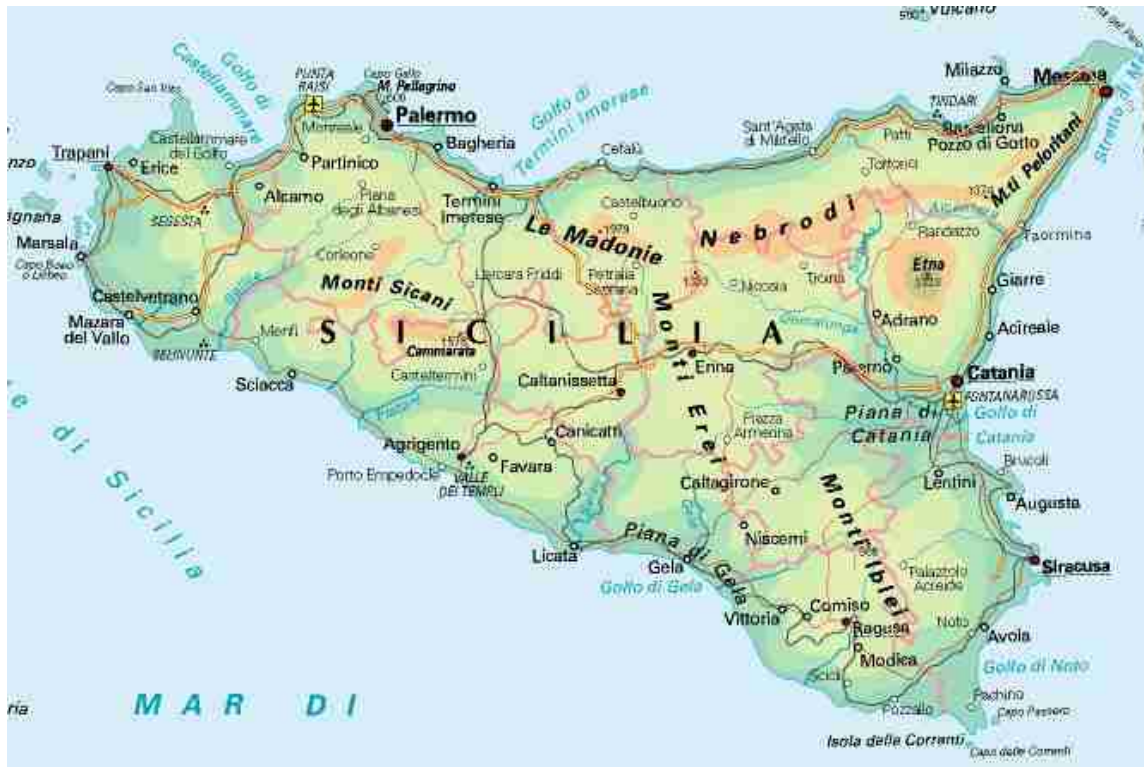 Vulcano
Capo Gallo
M. Pellegrino
606
PUNTA
RAISI
Golfo di
Castellammare
Milazzo
Messina
Palermo
Golfo di
Termini Imerese
TINDARI
Stretto di
Monreale
Bagheria
Sant'Agata
di Militello
Patti
Barcellona
Pozzo di Gotto
Castellammare
del Golfo
Trapani
Erice
Partinico
Cefalù
Tortorici
M.ti Peloritani
Alcamo
Piana
degli Albanesi
Termini
Imerese
Castelbuono
1979
SEGESTA
Le Madonie
Nebrodi
Randazzo
Taormina
Marsala
Capo Boeo
o Lilibeo
Corleone
Lercara Friddi
Petralia
Soprana
Nicosia
Troina
Etna
Giarre
Monti Sicani
Castelvetrano
Mazara
del Vallo
Menfi
SICILIA
Adrano
Acireale
SELINUNTE
1578
Cammarata
Monti Erei
Enna
Paternò
Sciacca
Casteltermini
Caltanissetta
Catania
FONTANAROSSA
Piana di
Catania
Golfo di
Catania
Piazza
Armerina
Agrigento
Canicattì
Porto Empedocle
Favara
VALLE
DEI TEMPLI
Caltagirone
Lentini
Brucoli
Augusta
Monti Iblei
Niscemi
Licata
Piana di Gela
Gela
Golfo di Gela
Siracusa
Palazzolo
Acreide
Vittoria
Comiso
Ragusa
Noto
Avola
Modica
Scicli
Golfo di Noto
Pozzallo
Pachino
Capo Passero
Isola delle Correnti
Capo delle Correnti
di Sicilia
MAR DI